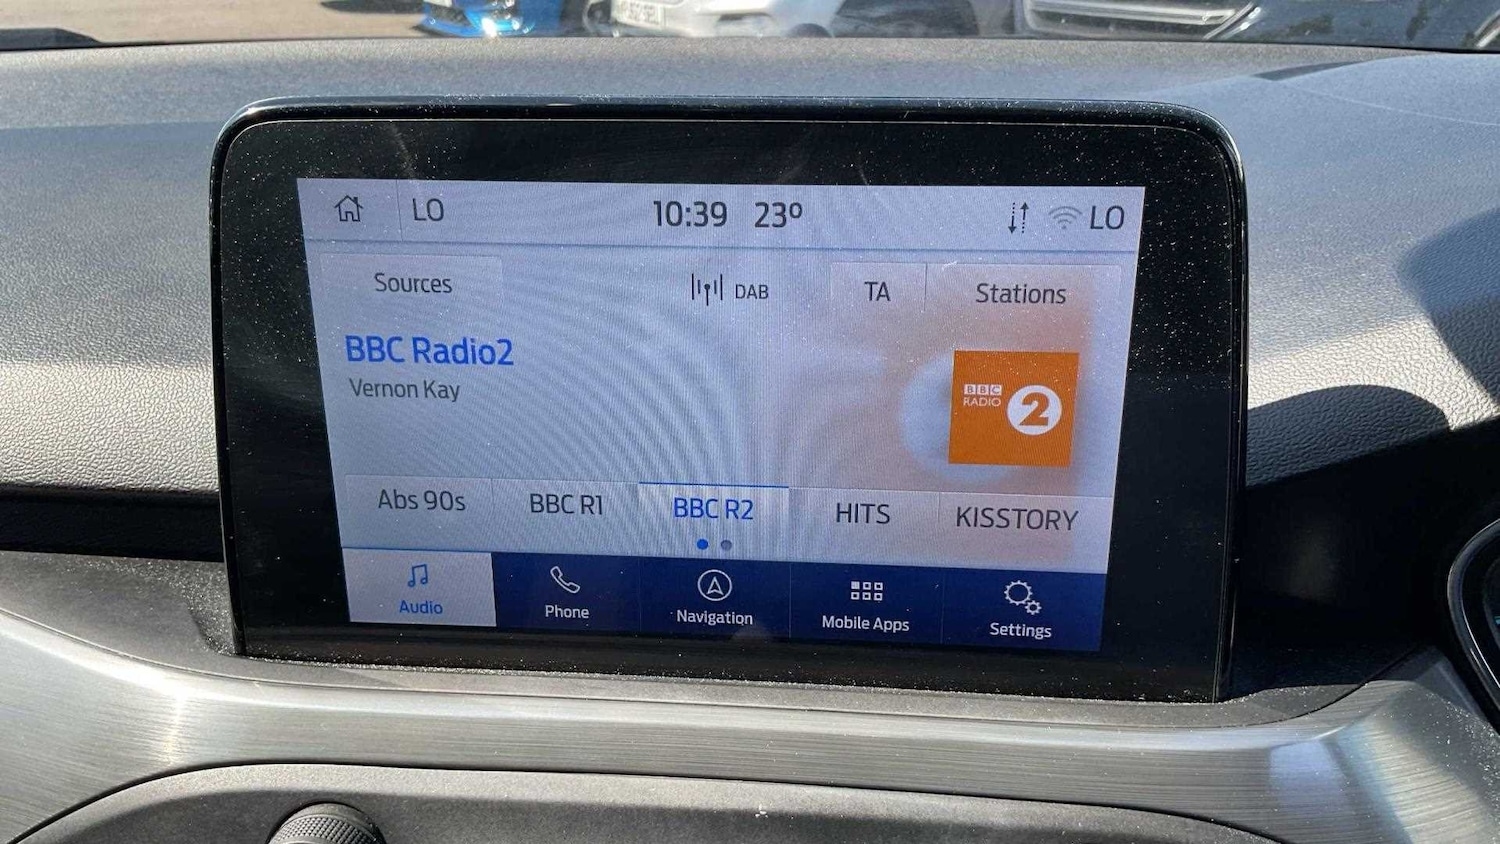 LO 10:39 23º LO
Sources DAB TA Stations
BBC Radio2
Vernon Kay
BBC
RADIO 2
Abs 90s BBC R1 BBC R2 HITS KISSTORY
Audio Phone Navigation Mobile Apps Settings